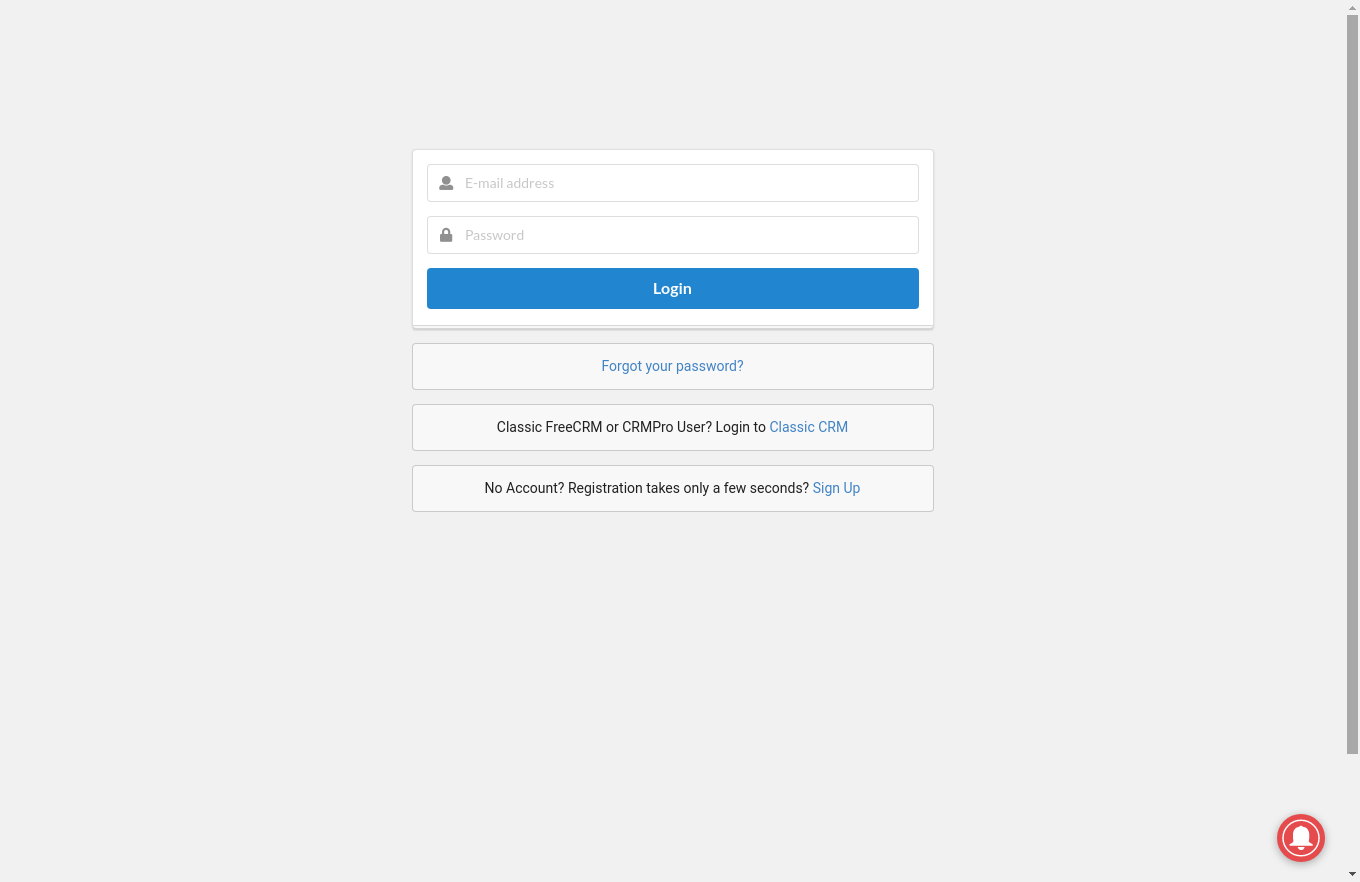 E-mail address
Password
Login
Forgot your password?
Classic FreeCRM or CRMPro User? Login to Classic CRM
No Account? Registration takes only a few seconds? Sign Up